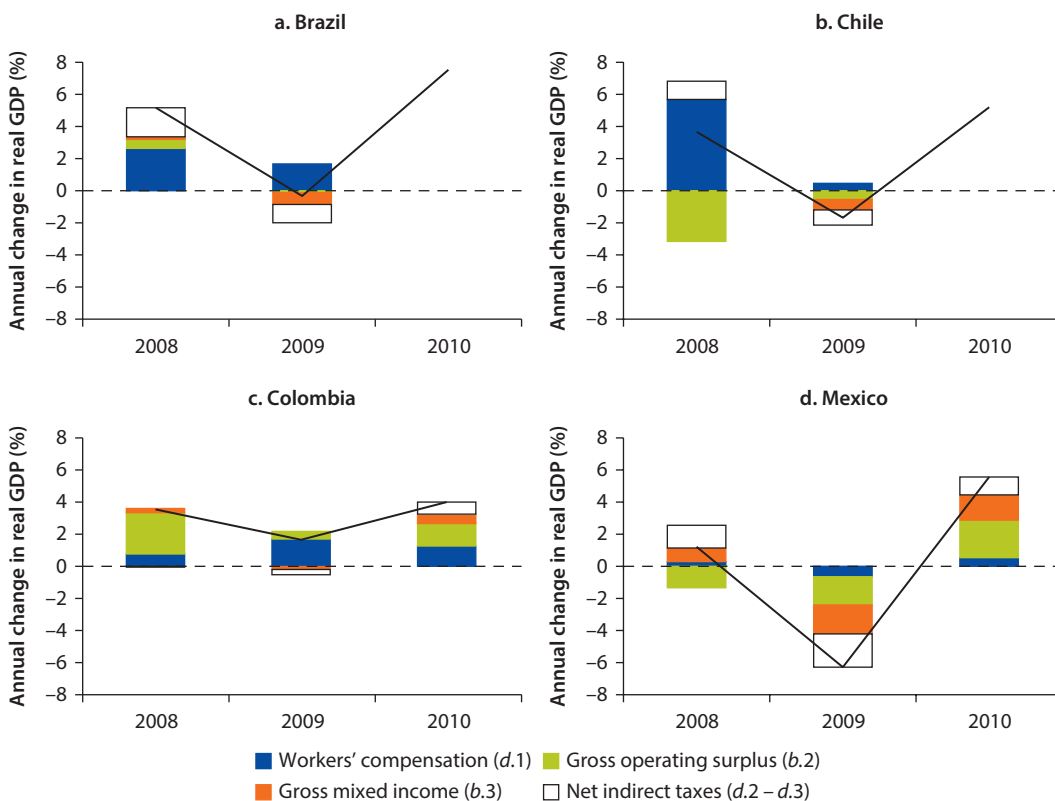 a. Brazil
Annual change in real GDP (%)
8
6
4
2
0
–2
–4
–6
–8
2008 2009 2010
b. Chile
Annual change in real GDP (%)
8
6
4
2
0
–2
–4
–6
–8
2008 2009 2010
c. Colombia
Annual change in real GDP (%)
8
6
4
2
0
–2
–4
–6
–8
2008 2009 2010
d. Mexico
Annual change in real GDP (%)
8
6
4
2
0
–2
–4
–6
–8
2008 2009 2010
Workers' compensation (d.1) Gross operating surplus (b.2)
Gross mixed income (b.3) Net indirect taxes (d.2 – d.3)